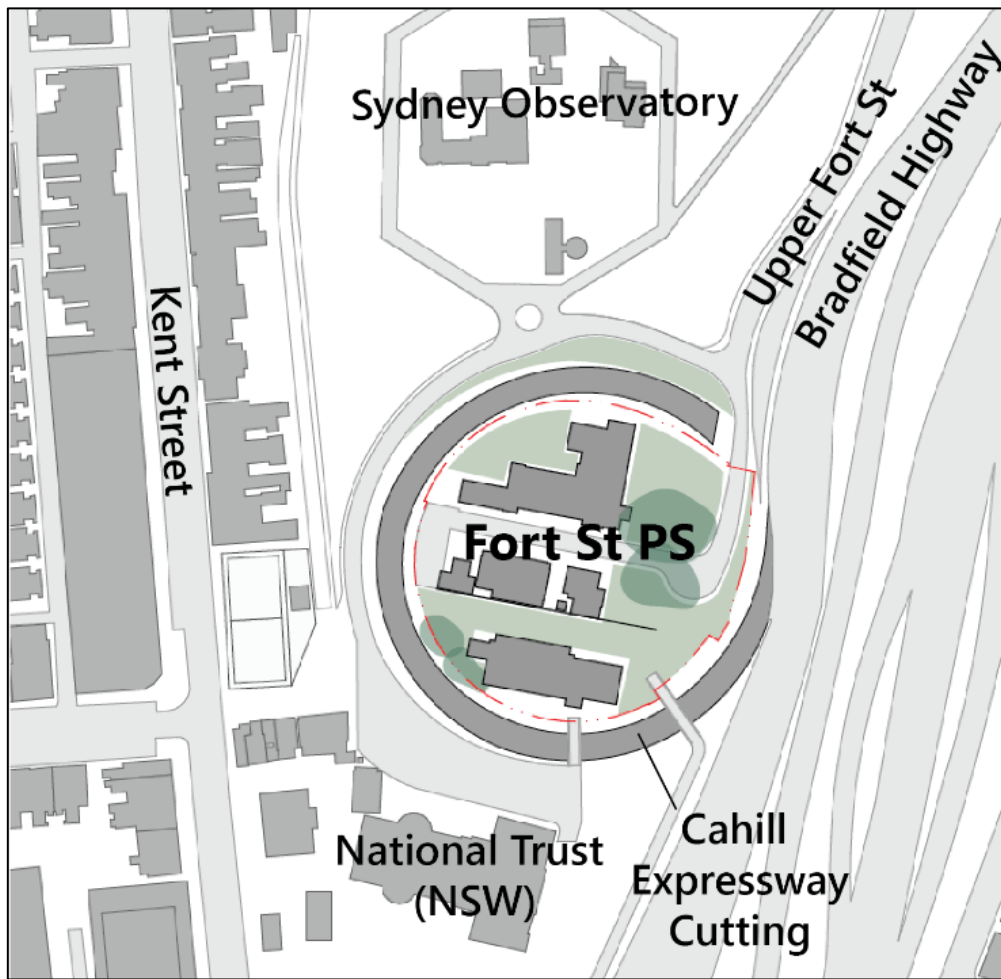 Sydney Observatory
Upper Fort St
Bradfield Highway
Kent Street
Fort St PS
National Trust
(NSW)
Cahill
Expressway
Cutting